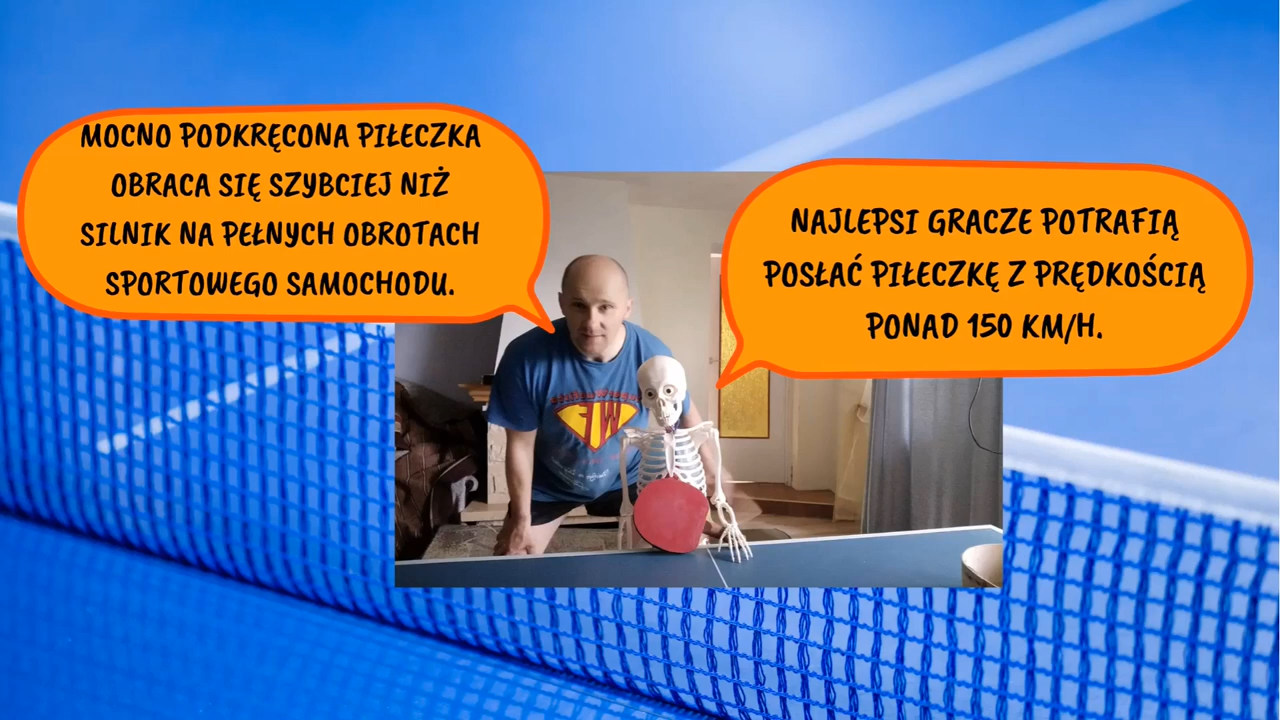 MOCNO PODKRĘCONA PIŁECZKA
OBRACA SIĘ SZYBCIEJ NIŻ
SILNIK NA PEŁNYCH OBROTACH
SPORTOWEGO SAMOCHODU.
NAJLEPSI GRACZE POTRAFIĄ
POSŁAĆ PIŁECZKĘ Z PRĘDKOŚCIĄ
PONAD 150 KM/H.